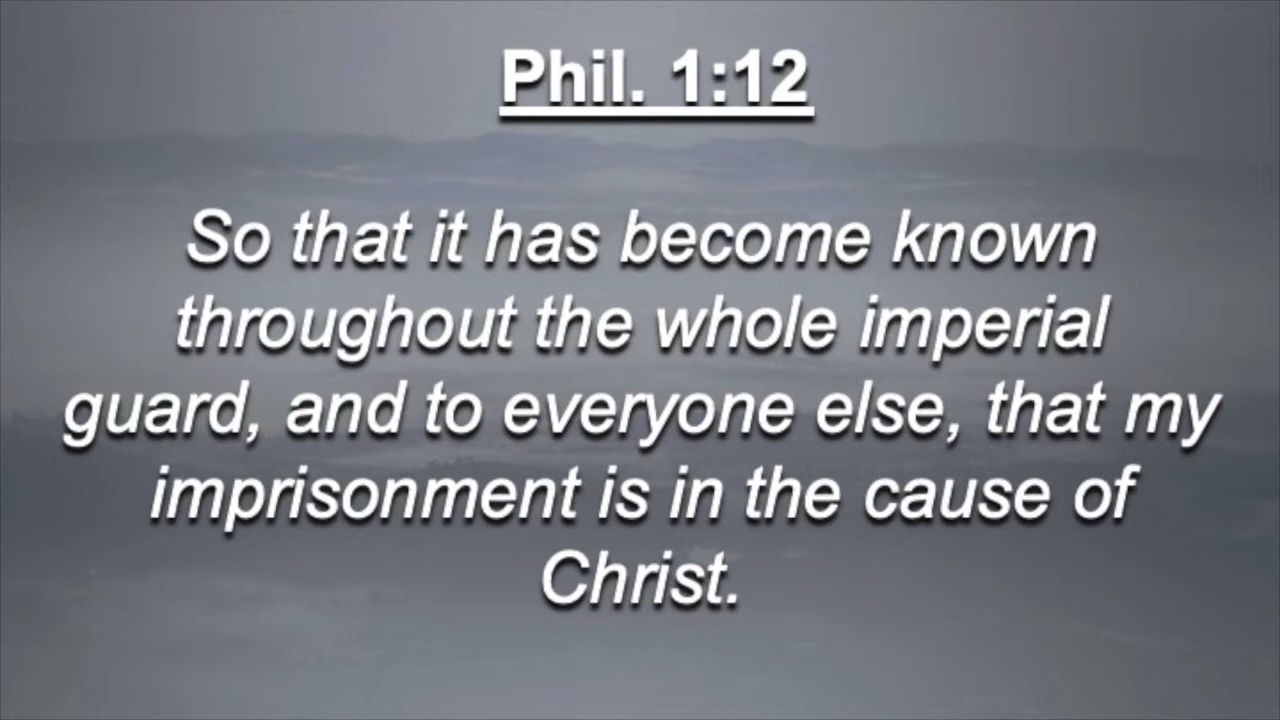 Phil. 1:12
So that it has become known
throughout the whole imperial
guard, and to everyone else, that my
imprisonment is in the cause of
Christ.